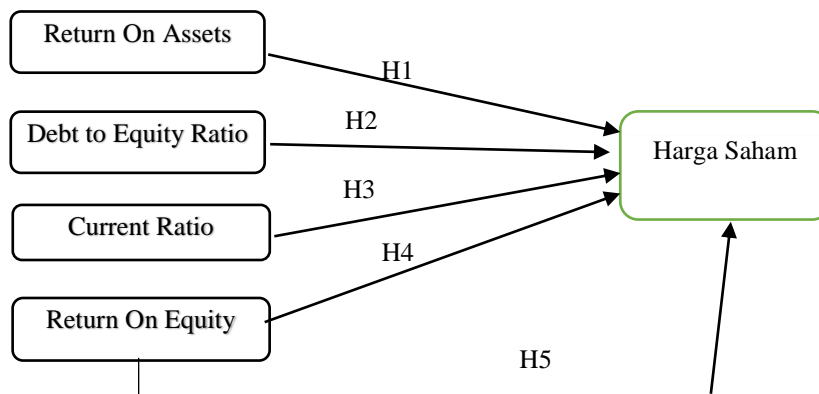 Return On Assets
H1
Debt to Equity Ratio
H2
Harga Saham
H3
Current Ratio
H4
Return On Equity
H5